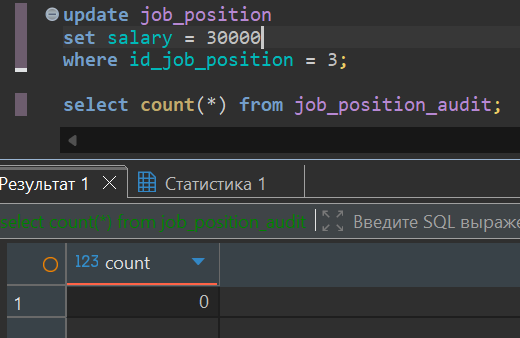 update job_position
set salary = 30000
where id_job_position = 3;
select count(*) from job_position_audit;
Результат 1
Статистика 1
select count(*) from job_position_audit
Введите SQL выраже
123 count
1 0